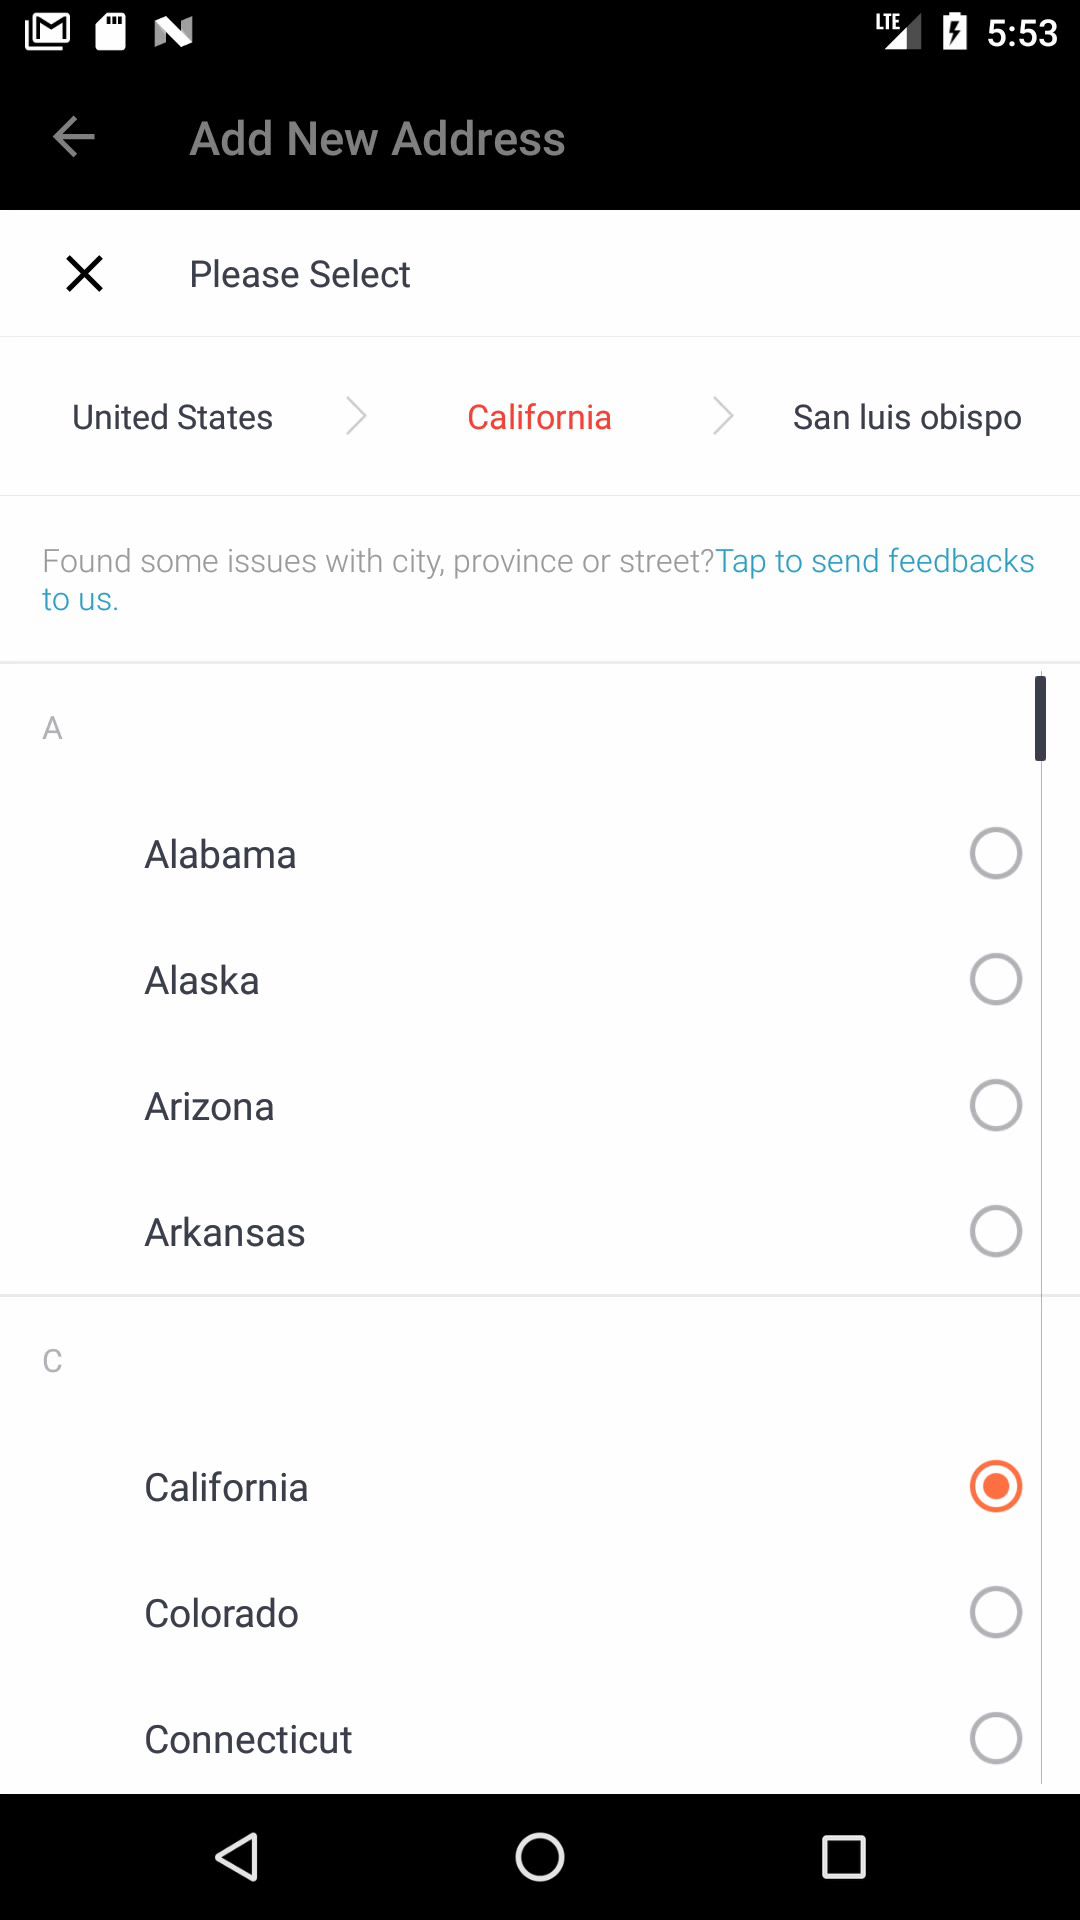 LTE 5:53
Add New Address
Please Select
United States California San luis obispo
Found some issues with city, province or street?Tap to send feedbacks
to us.
A
Alabama
Alaska
Arizona
Arkansas
C
California
Colorado
Connecticut